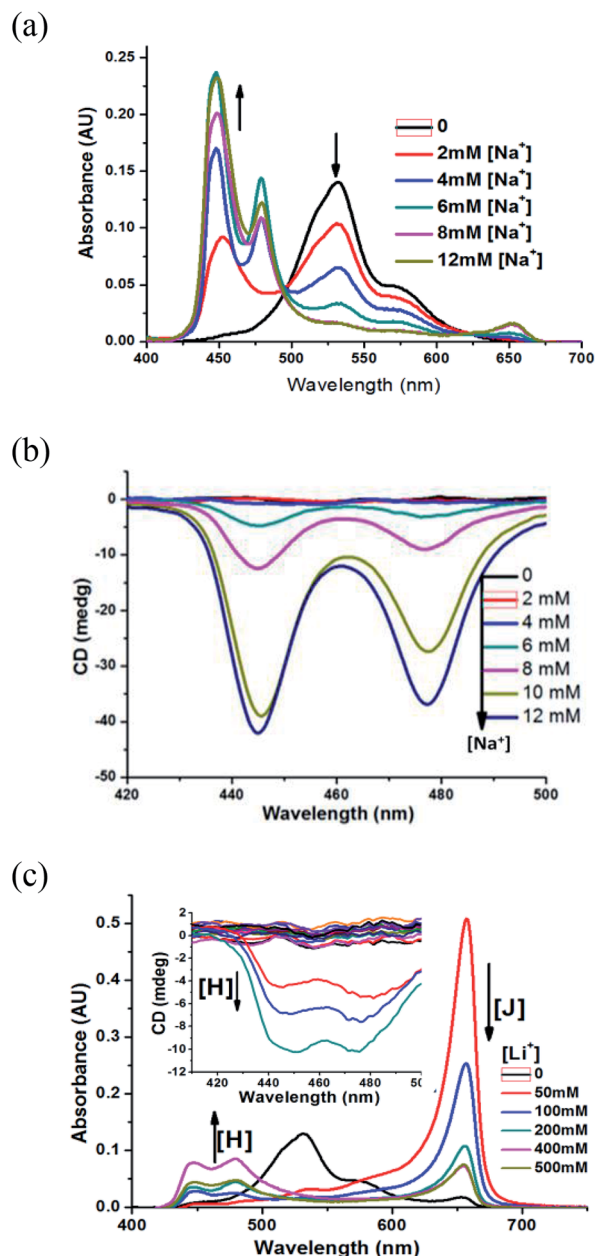 (a)
0.25
0.20
0.15
0.10
0.05
0.00
Absorbance (AU)
0
2mM [Na⁺]
4mM [Na⁺]
6mM [Na⁺]
8mM [Na⁺]
12mM [Na⁺]
400 450 500 550 600 650 700
Wavelength (nm)
(b)
0
-10
-20
-30
-40
-50
CD (medg)
0
2 mM
4 mM
6 mM
8 mM
10 mM
12 mM
[Na⁺]
420 440 460 480 500
Wavelength (nm)
(c)
0.5
0.4
0.3
0.2
0.1
0.0
Absorbance (AU)
2
0
-2
-4
-6
-8
-10
-12
CD (mdeg)
[H]
420 440 460 480 50
Wavelength (nm)
[J]
[Li⁺]
0
50mM
100mM
200mM
400mM
500mM
[H]
400 500 600 700
Wavelength (nm)